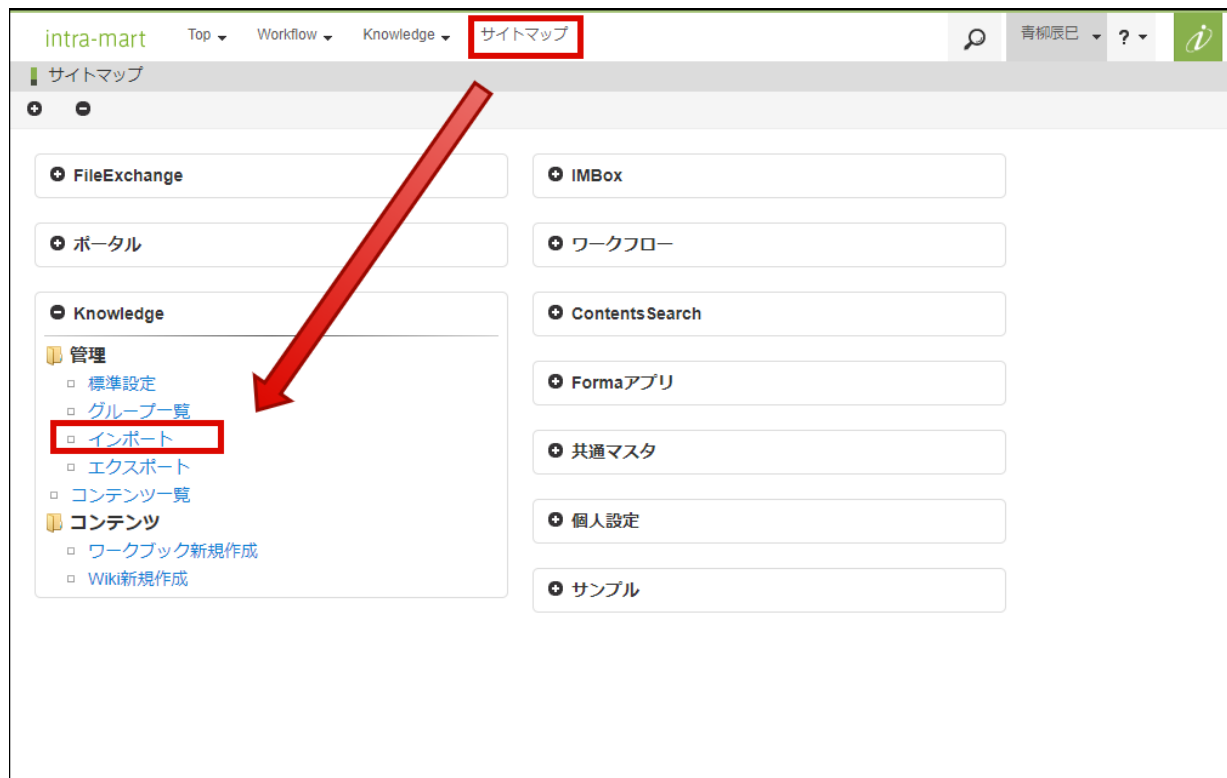 intra-mart Top Workflow Knowledge サイトマップ 青柳辰巳 ?
サイトマップ
FileExchange
ポータル
Knowledge
管理
標準設定
グループ一覧
インポート
エクスポート
コンテンツ一覧
コンテンツ
ワークブック新規作成
Wiki新規作成
IMBox
ワークフロー
ContentsSearch
Formaアプリ
共通マスタ
個人設定
サンプル